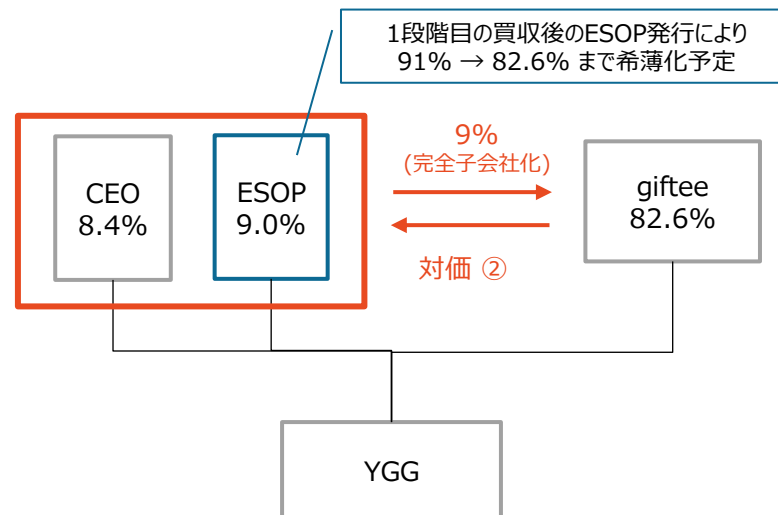 1段階目の買収後のESOP発行により
91% → 82.6% まで希薄化予定
CEO
8.4%
ESOP
9.0%
9%
(完全子会社化)
対価 ②
giftee
82.6%
YGG